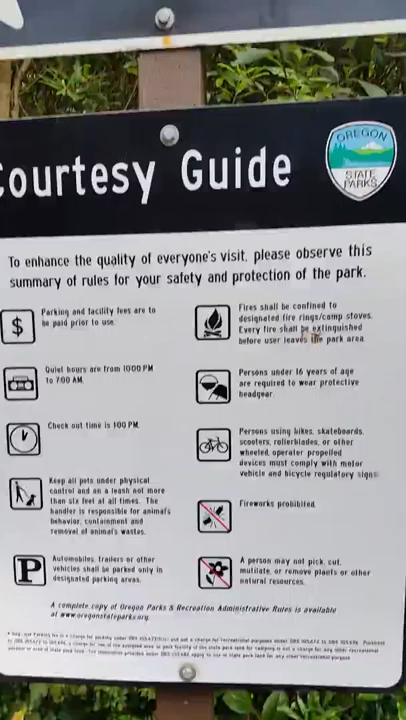 Courtesy Guide
OREGON
STATE
PARKS
To enhance the quality of everyone's visit, please observe this
summary of rules for your safety and protection of the park.
$
Parking and facility fees are to
be paid prior to use.
Quiet hours are from 10:00 PM
to 7:00 AM.
Check out time is 1:00 PM.
Keep all pets under physical
control and on a leash not more
than six feet at all times. The
handler is responsible for animal's
behavior, containment and
removal of animal's wastes.
P
Automobiles, trailers or other
vehicles shall be parked only in
designated parking areas.
Fires shall be confined to
designated fire rings/camp stoves.
Every fire shall be extinguished
before user leaves the park area.
Persons under 16 years of age
are required to wear protective
headgear.
Persons using bikes, skateboards,
scooters, rollerblades, or other
wheeled, operator propelled
devices must comply with motor
vehicle and bicycle regulatory signs.
Fireworks prohibited.
A person may not pick, cut,
mutilate, or remove plants or other
natural resources.
A complete copy of Oregon Parks & Recreation Administrative Rules is available
at www.oregonstateparks.org.